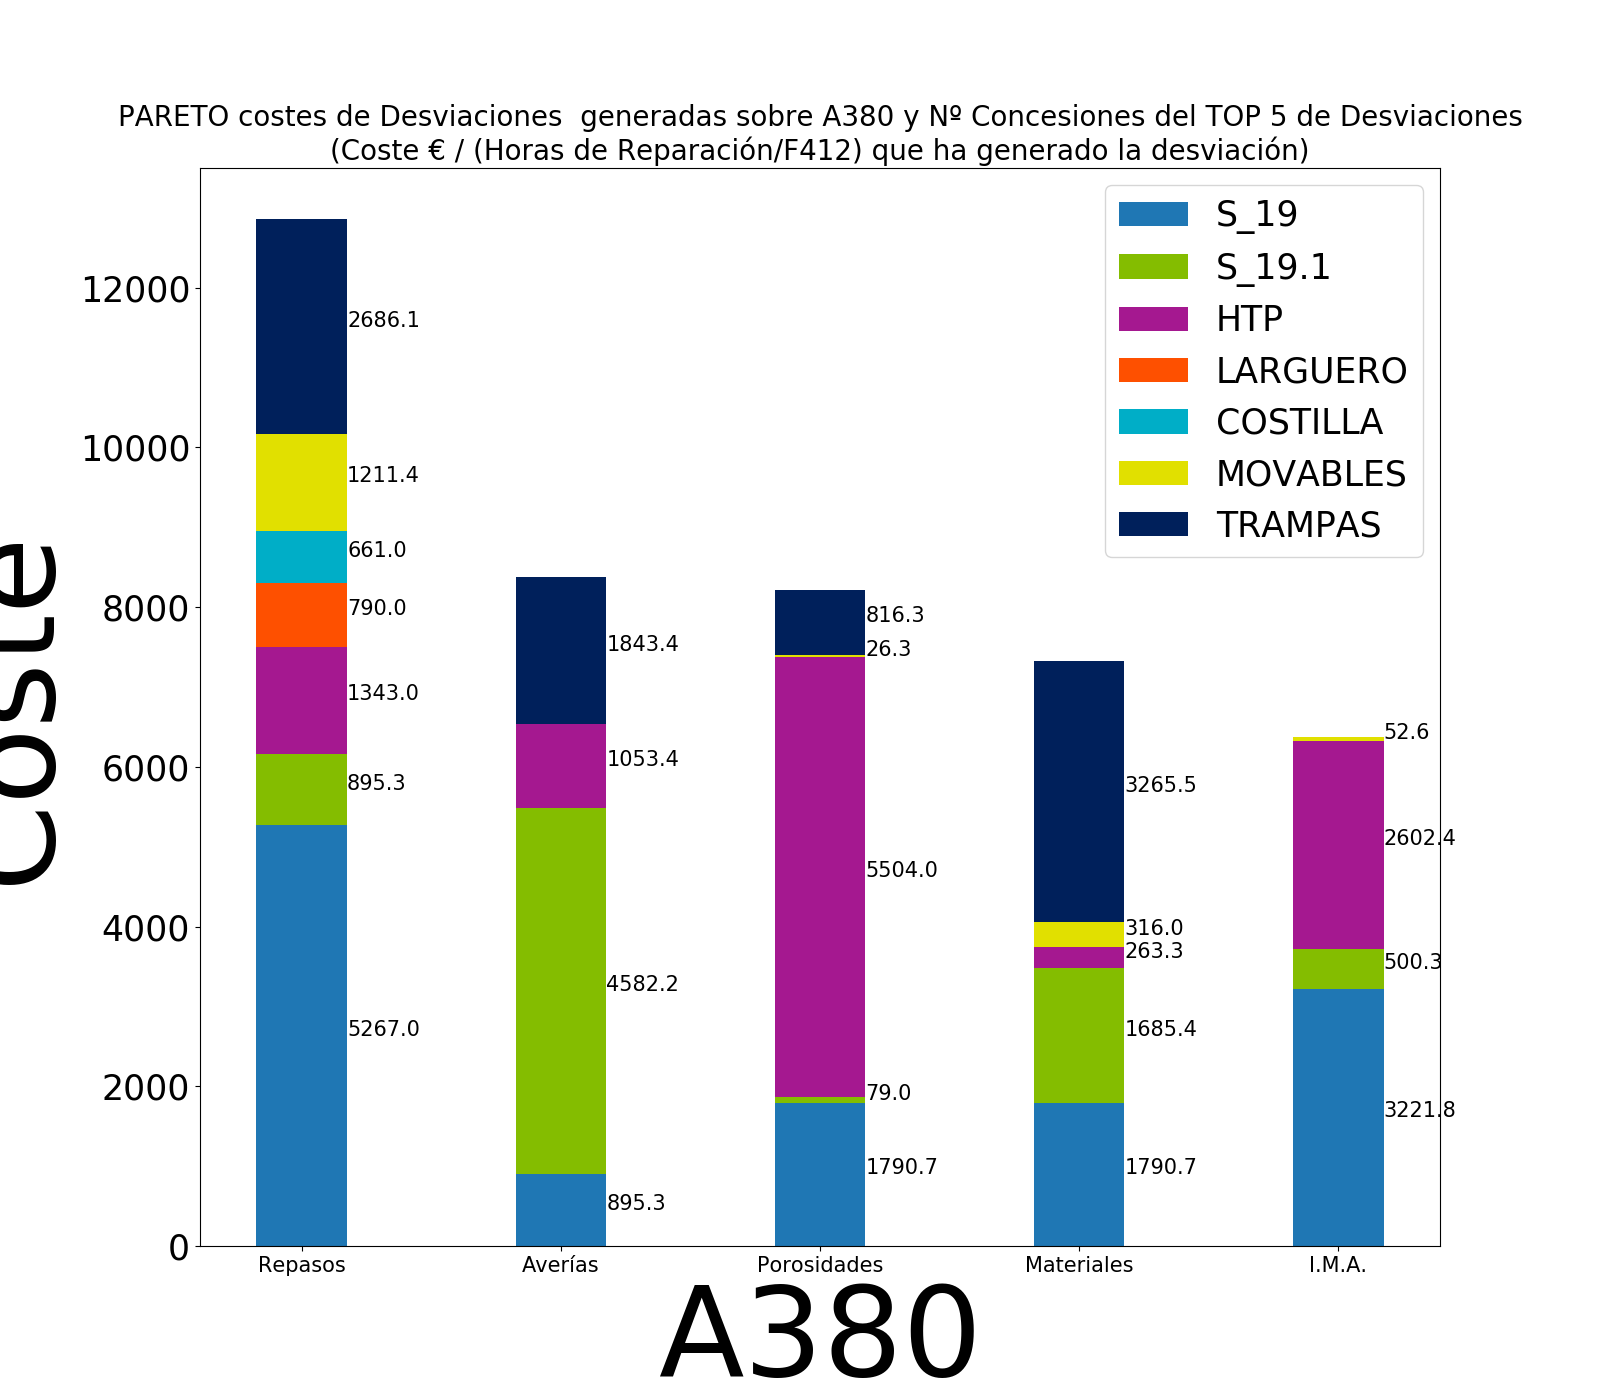 PARETO costes de Desviaciones  generadas sobre A380 y Nº Concesiones del TOP 5 de Desviaciones
(Coste € / (Horas de Reparación/F412) que ha generado la desviación)
S_19
S_19.1
HTP
LARGUERO
COSTILLA
MOVABLES
TRAMPAS
Coste
12000
10000
8000
6000
4000
2000
0
2686.1
1211.4
661.0
790.0
1343.0
895.3
5267.0
1843.4
1053.4
4582.2
895.3
816.3
26.3
5504.0
79.0
1790.7
3265.5
316.0
263.3
1685.4
1790.7
52.6
2602.4
500.3
3221.8
Repasos
Averías
Porosidades
Materiales
I.M.A.
A380